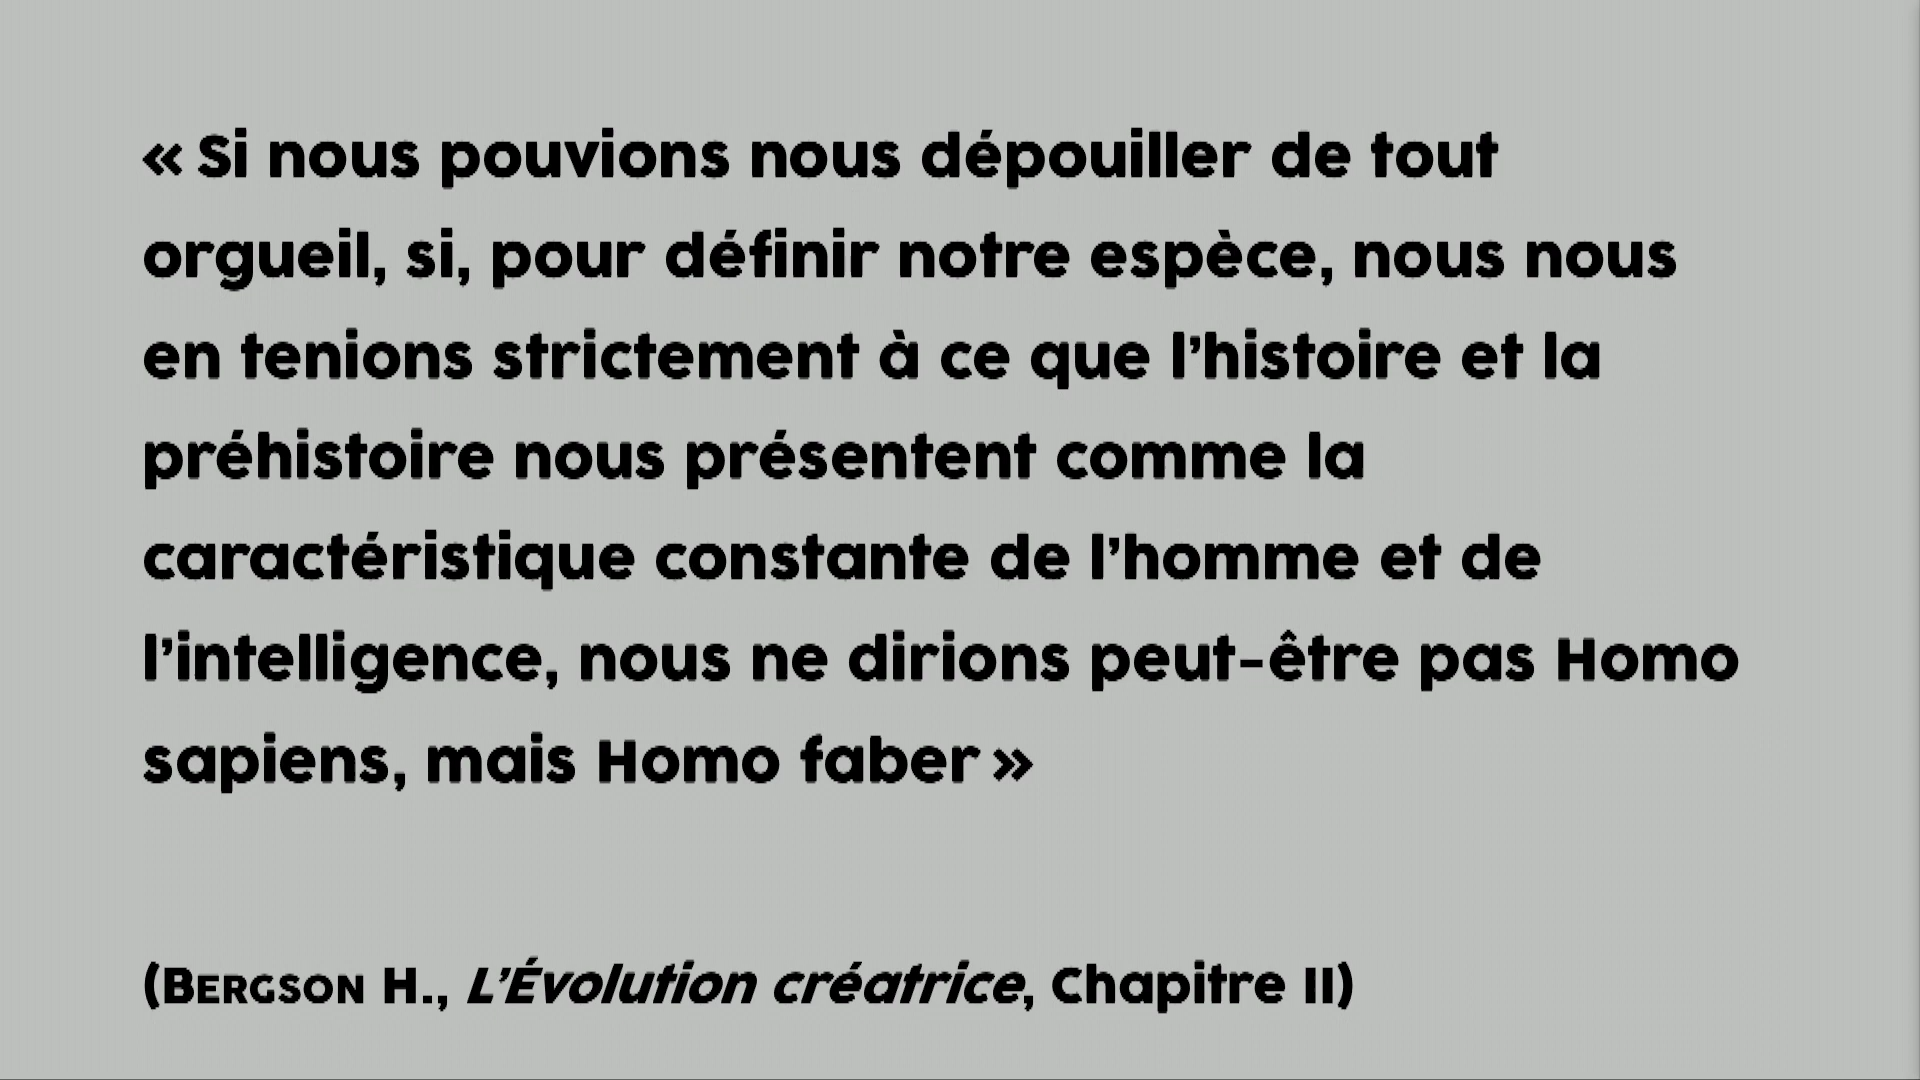 « Si nous pouvions nous dépouiller de tout
orgueil, si, pour définir notre espèce, nous nous
en tenions strictement à ce que l’histoire et la
préhistoire nous présentent comme la
caractéristique constante de l’homme et de
l’intelligence, nous ne dirions peut-être pas Homo
sapiens, mais Homo faber »
(BERGSON H., L’Évolution créatrice, Chapitre II)